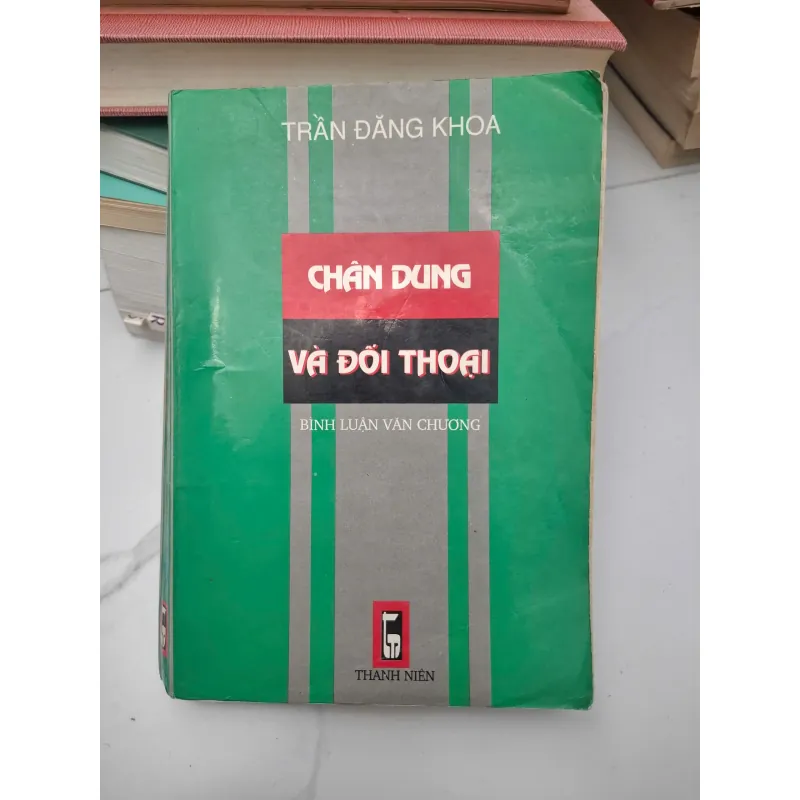 TRẦN ĐĂNG KHOA
CHÂN DUNG
VÀ ĐỐI THOẠI
BÌNH LUẬN VĂN CHƯƠNG
THANH NIÊN